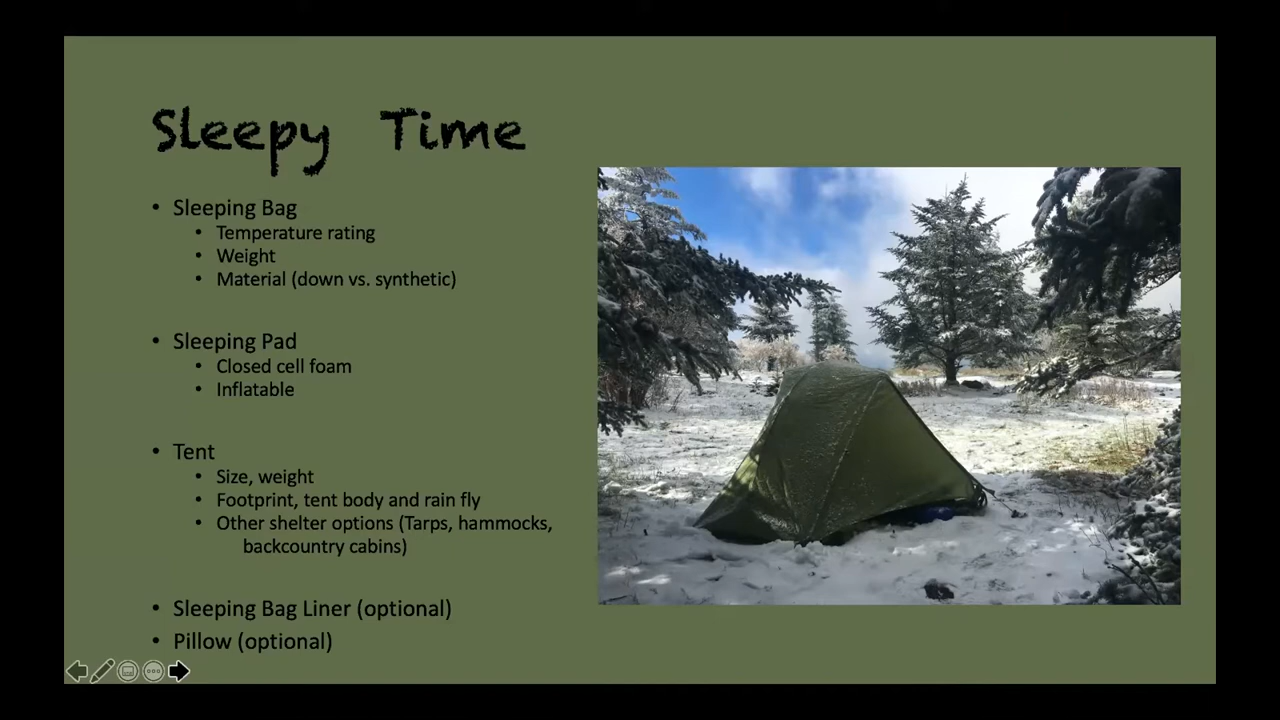 Sleepy Time
• Sleeping Bag
• Temperature rating
• Weight
• Material (down vs. synthetic)
• Sleeping Pad
• Closed cell foam
• Inflatable
• Tent
• Size, weight
• Footprint, tent body and rain fly
• Other shelter options (Tarps, hammocks,
backcountry cabins)
• Sleeping Bag Liner (optional)
• Pillow (optional)